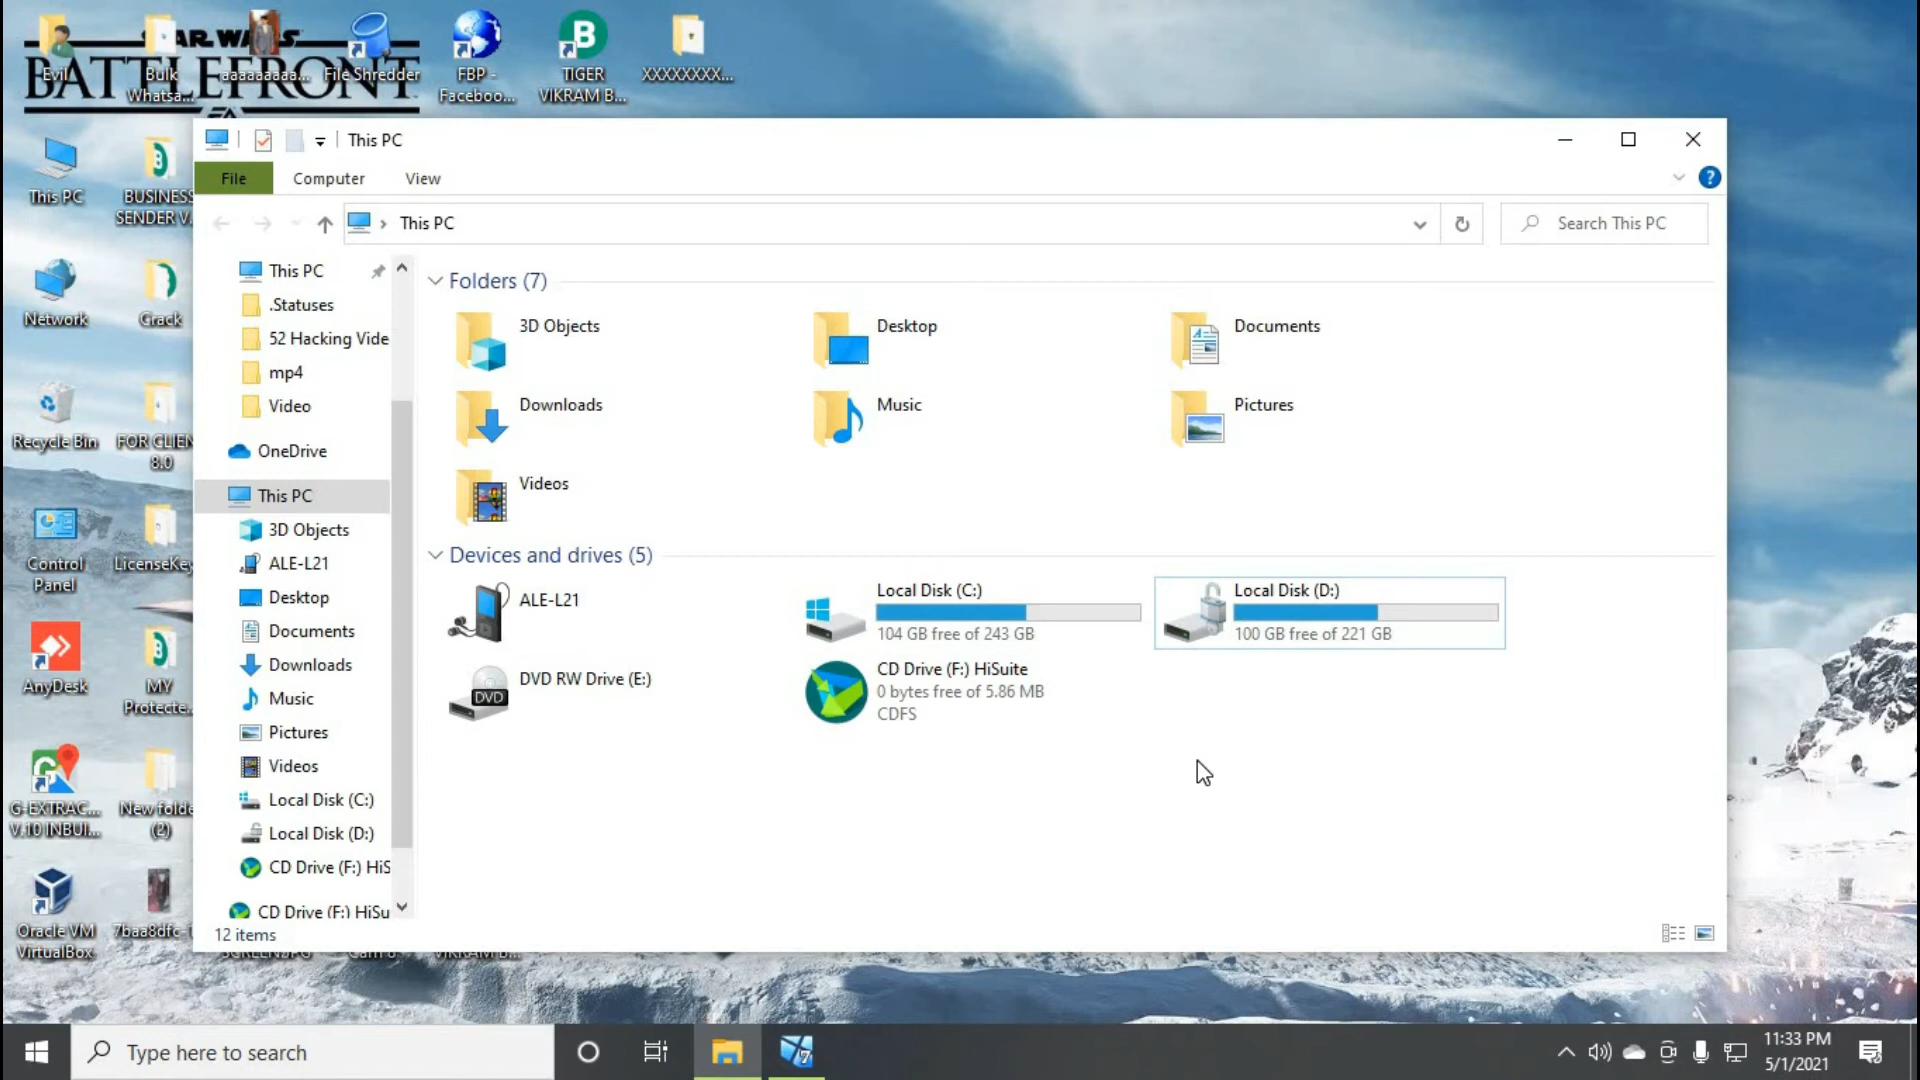 STAR WARS
BATTLEFRONT
EA
Evil
Bulk
Whatsa...
aaaaaaaaa...
File Shredder
FBP -
Faceboo...
B
TIGER
VIKRAM B...
XXXXXXXX...
This PC
BUSINESS
SENDER V.
Network
Crack
Recycle Bin
FOR CLIEN
8.0
Control
Panel
LicenseKey
AnyDesk
MY
Protecte...
G-EXTRAC...
V.10 INBUI...
New folde
(2)
Oracle VM
VirtualBox
7baa8dfc-
This PC
File
Computer
View
?
This PC
Search This PC
This PC
.Statuses
52 Hacking Vide
mp4
Video
OneDrive
This PC
3D Objects
ALE-L21
Desktop
Documents
Downloads
Music
Pictures
Videos
Local Disk (C:)
Local Disk (D:)
CD Drive (F:) HiS
CD Drive (F:) HiSu
Folders (7)
3D Objects
Desktop
Documents
Downloads
Music
Pictures
Videos
Devices and drives (5)
ALE-L21
Local Disk (C:)
104 GB free of 243 GB
Local Disk (D:)
100 GB free of 221 GB
DVD
DVD RW Drive (E:)
CD Drive (F:) HiSuite
0 bytes free of 5.86 MB
CDFS
12 items
Type here to search
7
11:33 PM
5/1/2021